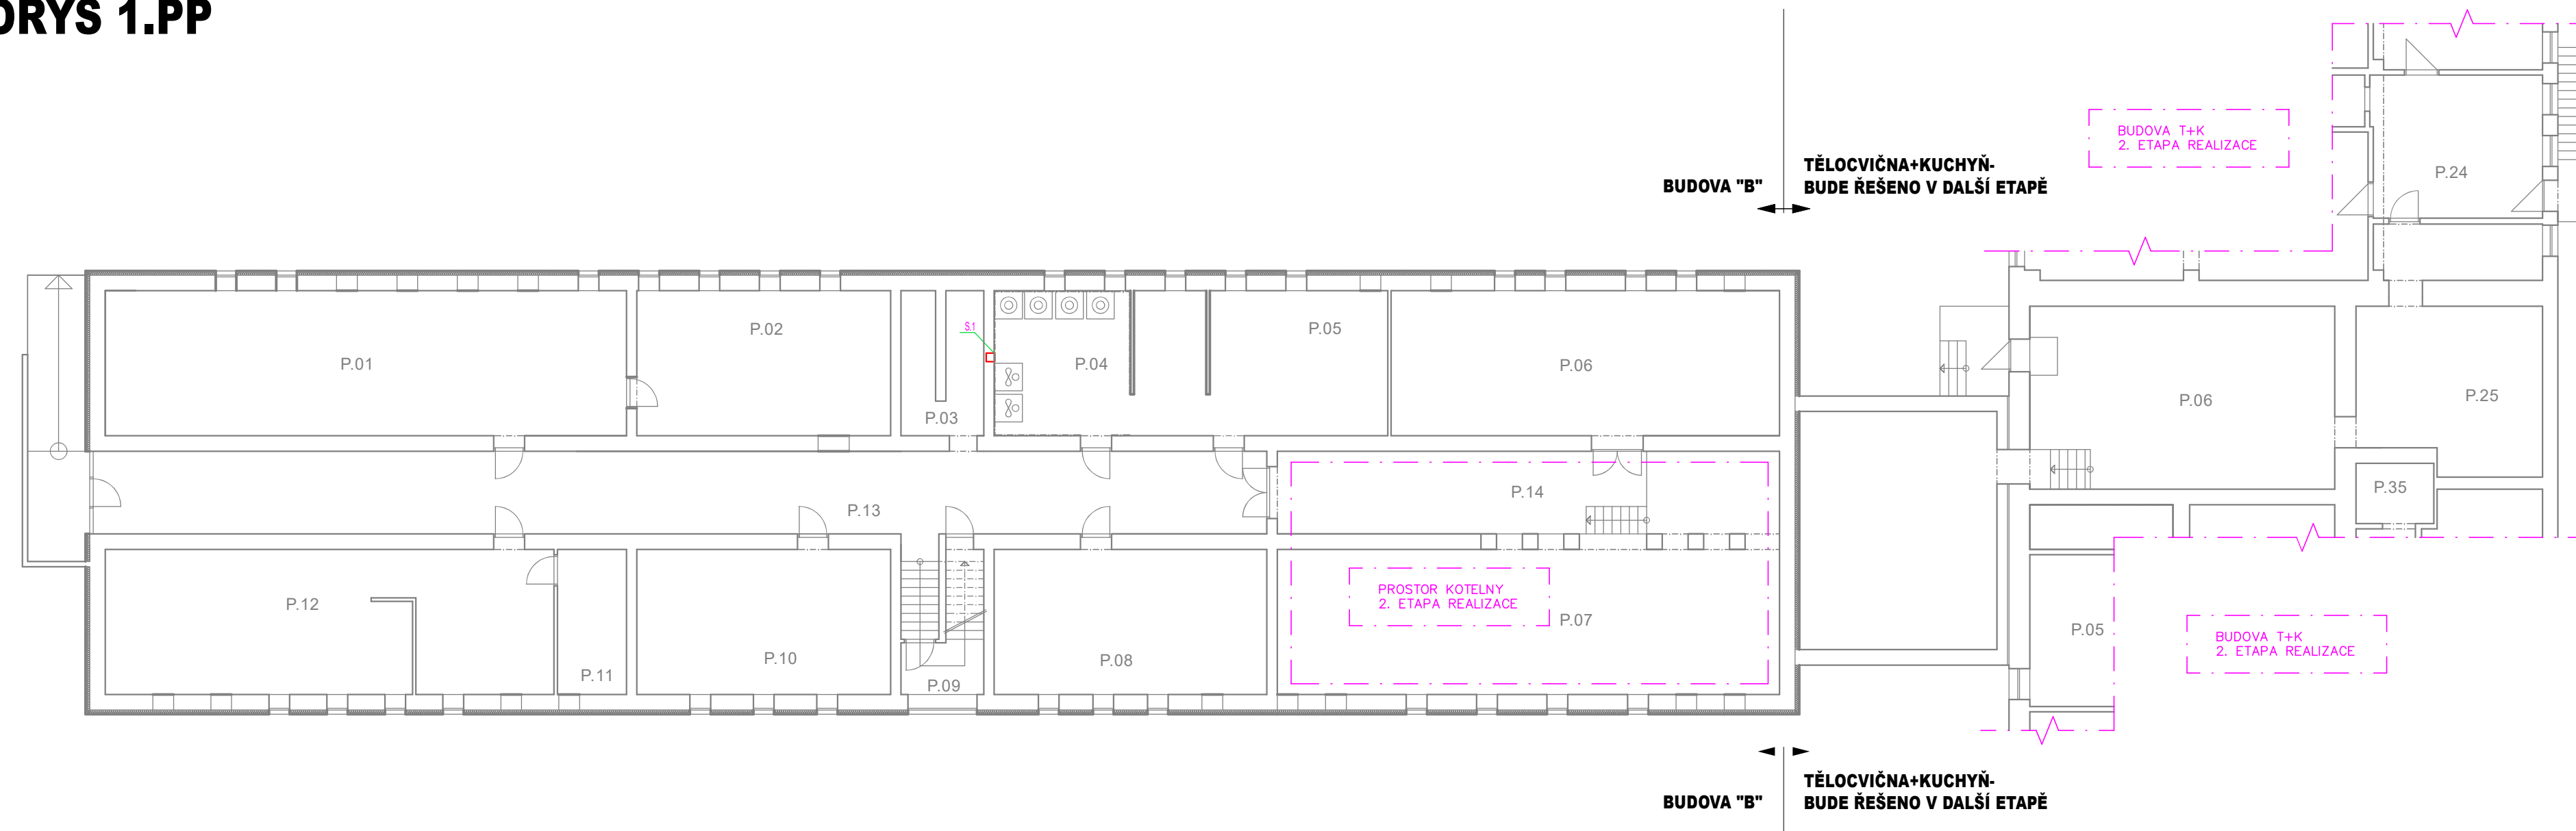 ORYS 1.PP
BUDOVA T+K
2. ETAPA REALIZACE
TĚLOCVIČNA+KUCHYŇ-
BUDOVA "B"
BUDE ŘEŠENO V DALŠÍ ETAPĚ
P.24
P.01
P.02
P.03
S.1
P.04
P.05
P.06
P.06
P.25
P.35
P.13
P.14
PROSTOR KOTELNY
2. ETAPA REALIZACE
P.07
P.12
P.11
P.10
P.09
P.08
P.05
BUDOVA T+K
2. ETAPA REALIZACE
TĚLOCVIČNA+KUCHYŇ-
BUDOVA "B"
BUDE ŘEŠENO V DALŠÍ ETAPĚ